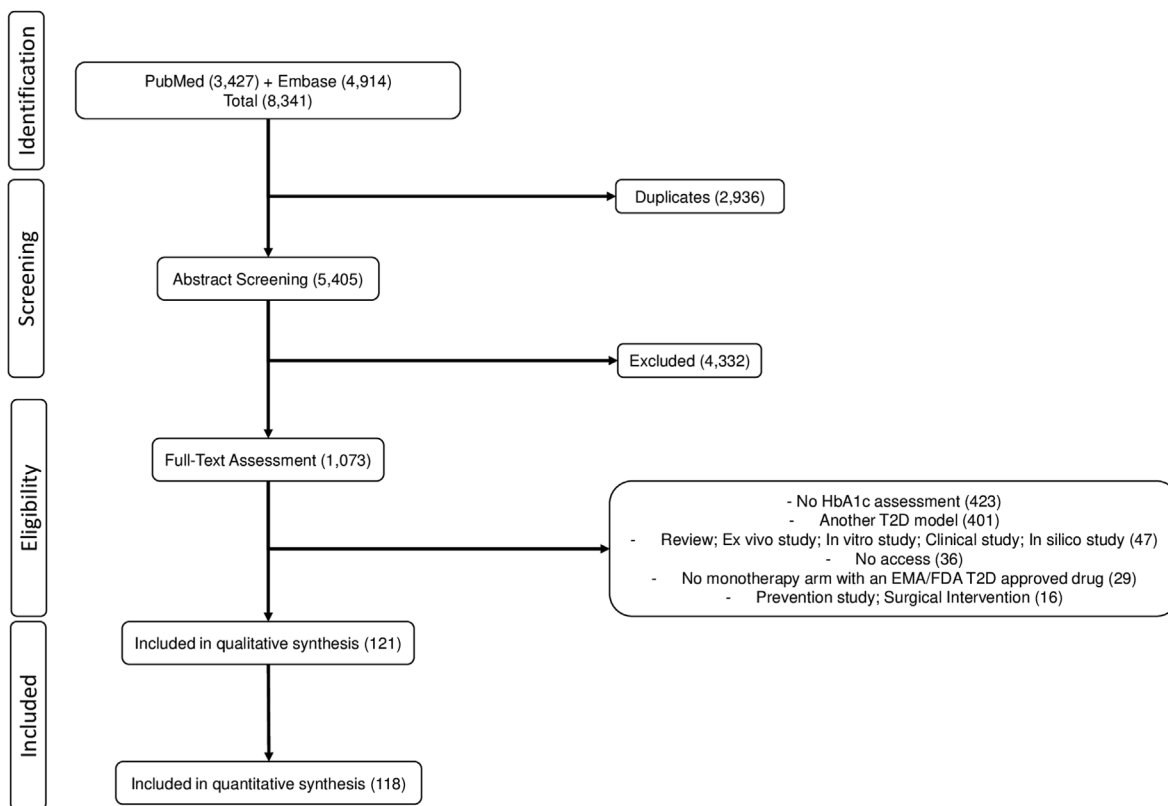 Identification
PubMed (3,427) + Embase (4,914)
Total (8,341)
Screening
Duplicates (2,936)
Abstract Screening (5,405)
Excluded (4,332)
Eligibility
Full-Text Assessment (1,073)
- No HbA1c assessment (423)
- Another T2D model (401)
- Review; Ex vivo study; In vitro study; Clinical study; In silico study (47)
- No access (36)
- No monotherapy arm with an EMA/FDA T2D approved drug (29)
- Prevention study; Surgical Intervention (16)
Included
Included in qualitative synthesis (121)
Included in quantitative synthesis (118)